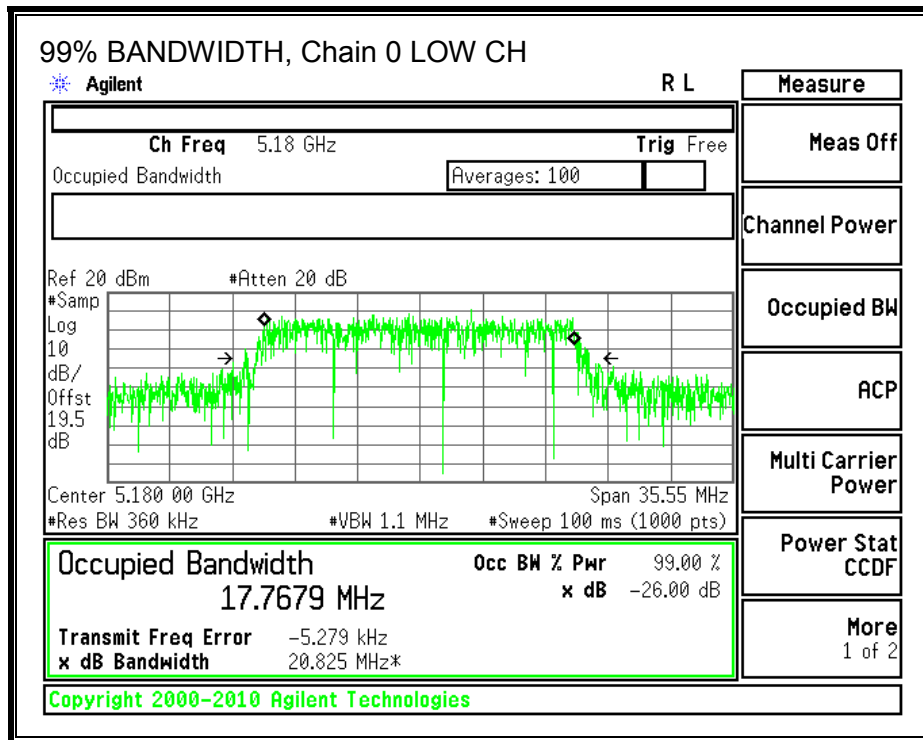 99% BANDWIDTH, Chain 0 LOW CH
Agilent
R L
Measure
Ch Freq 5.18 GHz
Trig Free
Meas Off
Occupied Bandwidth
Averages: 100
Channel Power
Ref 20 dBm
#Atten 20 dB
#Samp
Log
10
dB/
Offst
19.5
dB
Occupied BW
ACP
Multi Carrier
Power
Center 5.180 00 GHz
Span 35.55 MHz
#Res BW 360 kHz
#VBW 1.1 MHz
#Sweep 100 ms (1000 pts)
Power Stat
CCDF
Occupied Bandwidth
17.7679 MHz
Occ BW % Pwr 99.00 %
x dB -26.00 dB
Transmit Freq Error -5.279 kHz
x dB Bandwidth 20.825 MHz*
More
1 of 2
Copyright 2000-2010 Agilent Technologies